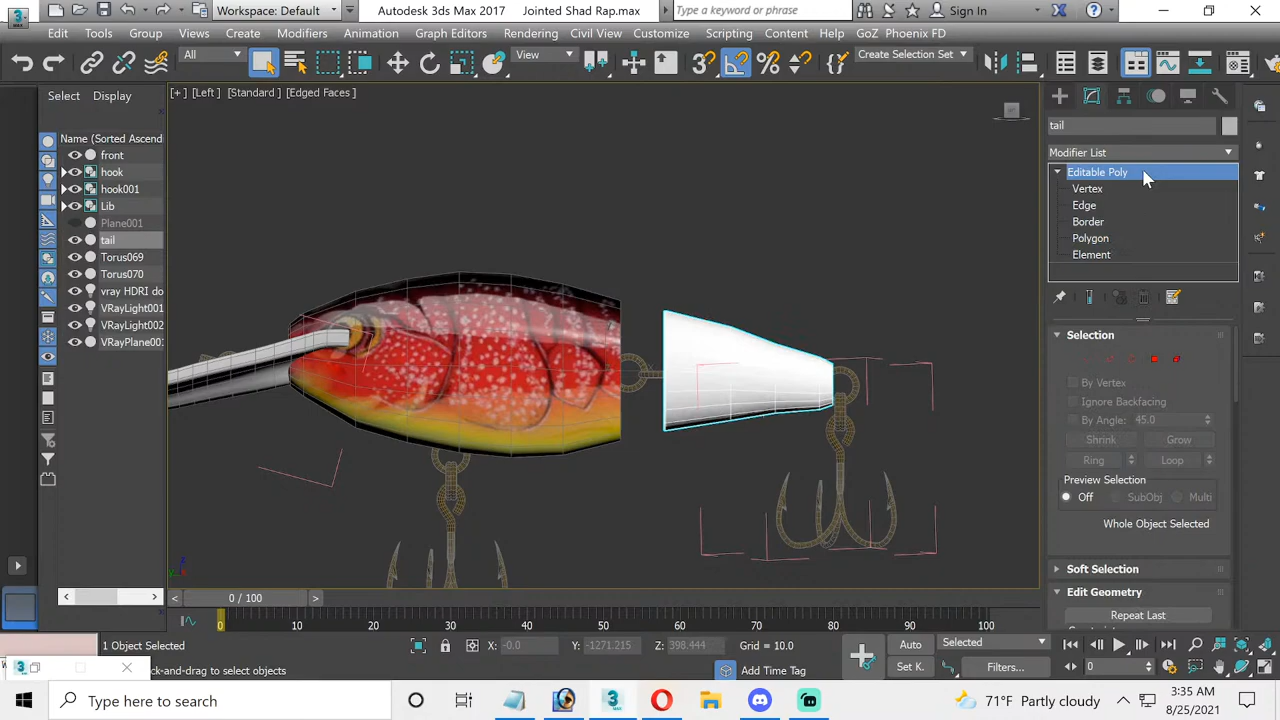 Workspace: Default
Autodesk 3ds Max 2017
Jointed Shad Rap.max
Type a keyword or phrase
Sign In
Edit Tools Group Views Create Modifiers Animation Graph Editors Rendering Civil View Customize Scripting Content Help GoZ Phoenix FD
All
View
Create Selection Set
Select Display
[+] [Left] [Standard] [Edged Faces]
Name (Sorted Ascend
front
hook
hook001
Lib
Plane001
tail
Torus069
Torus070
vray HDRI do
VRayLight001
VRayLight002
VRayPlane001
tail
Modifier List
Editable Poly
Vertex
Edge
Border
Polygon
Element
Selection
By Vertex
Ignore Backfacing
By Angle: 45.0
Shrink Grow
Ring Loop
Preview Selection
Off SubObj Multi
Whole Object Selected
Soft Selection
Edit Geometry
Repeat Last
0 / 100
0 10 20 30 40 50 60 70 80 90 100
1 Object Selected
X: -0.0 Y: -1271.215 Z: 398.444 Grid = 10.0
Auto Selected
ck-and-drag to select objects
Add Time Tag
Set K. Filters...
0
Type here to search
71°F Partly cloudy
3:35 AM
8/25/2021